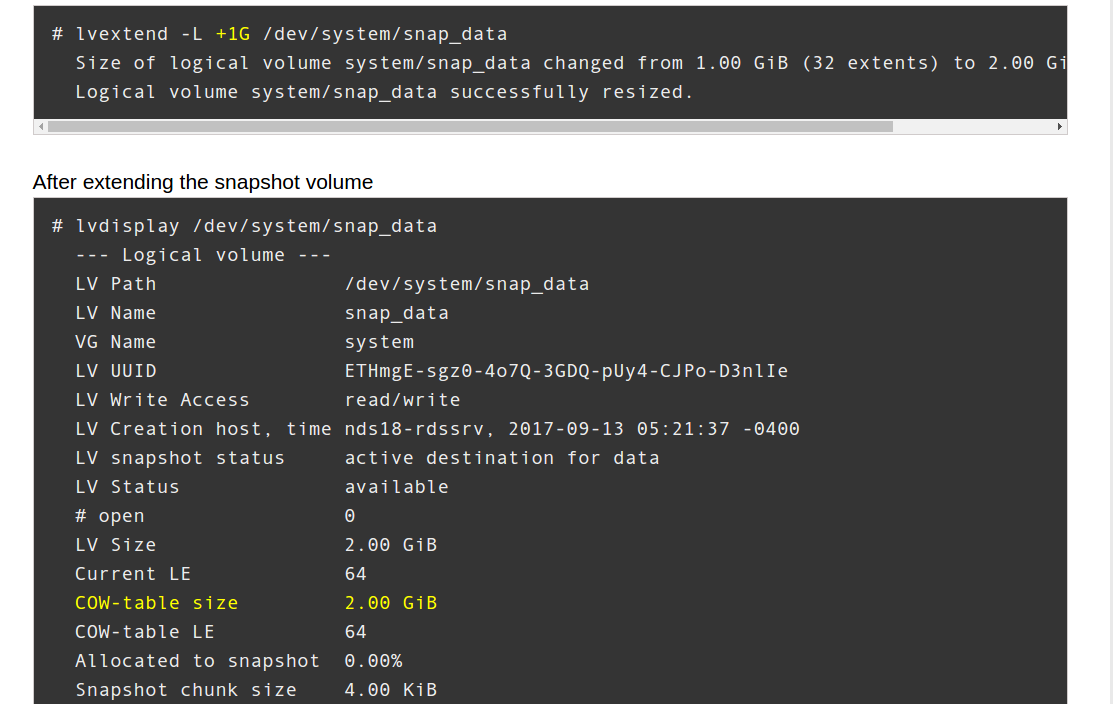 # lvextend -L +1G /dev/system/snap_data
Size of logical volume system/snap_data changed from 1.00 GiB (32 extents) to 2.00 Gi
Logical volume system/snap_data successfully resized.
After extending the snapshot volume
# lvdisplay /dev/system/snap_data
--- Logical volume ---
LV Path /dev/system/snap_data
LV Name snap_data
VG Name system
LV UUID ETHmgE-sgz0-4o7Q-3GDQ-pUy4-CJPo-D3nlIe
LV Write Access read/write
LV Creation host, time nds18-rdssrv, 2017-09-13 05:21:37 -0400
LV snapshot status active destination for data
LV Status available
# open 0
LV Size 2.00 GiB
Current LE 64
COW-table size 2.00 GiB
COW-table LE 64
Allocated to snapshot 0.00%
Snapshot chunk size 4.00 KiB